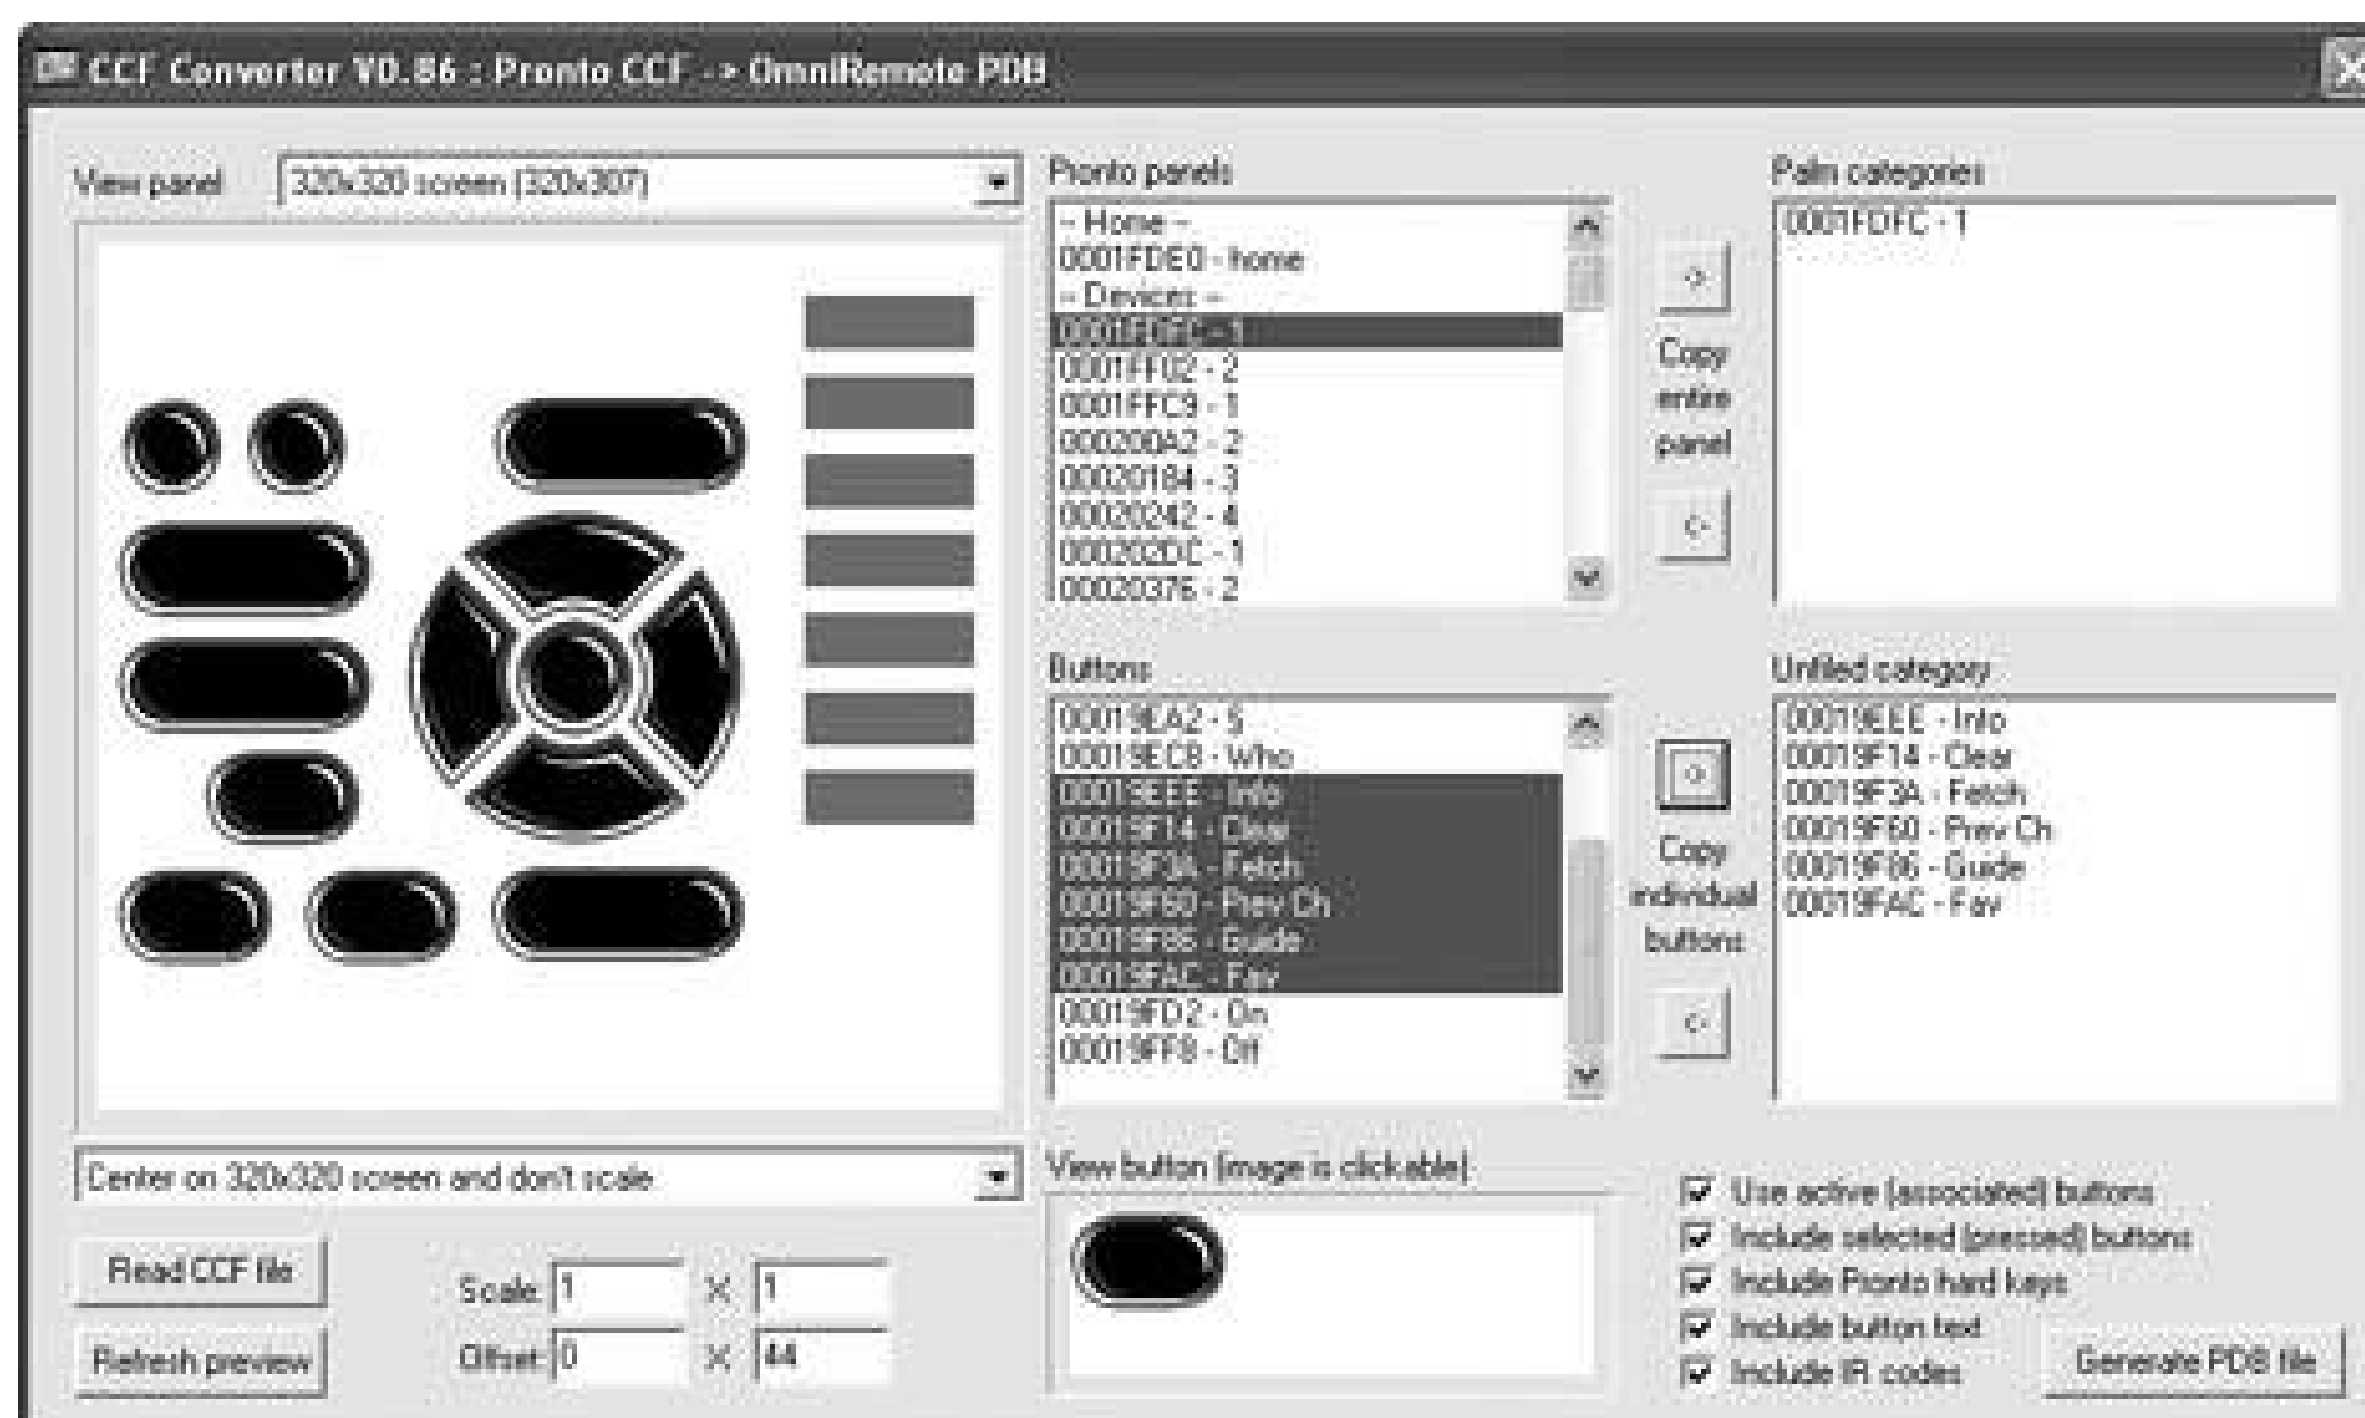 CCF Converter V0.86 : Pronto CCF -> OmniRemote PDB
View panel
320x320 screen (320x307)
Pronto panels
-- Home --
0001FDE0 - home
-- Devices --
0001FDFC - 1
0001FF02 - 2
0001FFC9 - 1
000200A2 - 2
00020184 - 3
00020242 - 4
000202DC - 1
00020376 - 2
->
Copy
entire
panel
<-
Palm categories
0001FDFC - 1
Buttons
00019EA2 - 5
00019EC8 - Who
00019EEE - Info
00019F14 - Clear
00019F3A - Fetch
00019F60 - Prev Ch
00019F86 - Guide
00019FAC - Fav
00019FD2 - On
00019FF8 - Off
->
Copy
individual
buttons
<-
Unfiled category
00019EEE - Info
00019F14 - Clear
00019F3A - Fetch
00019F60 - Prev Ch
00019F86 - Guide
00019FAC - Fav
Center on 320x320 screen and don't scale
Read CCF file
Refresh preview
Scale: 1 X 1
Offset: 0 X 44
View button (image is clickable)
Use active (associated) buttons
Include selected (pressed) buttons
Include Pronto hard keys
Include button text
Include IR codes
Generate PDB file